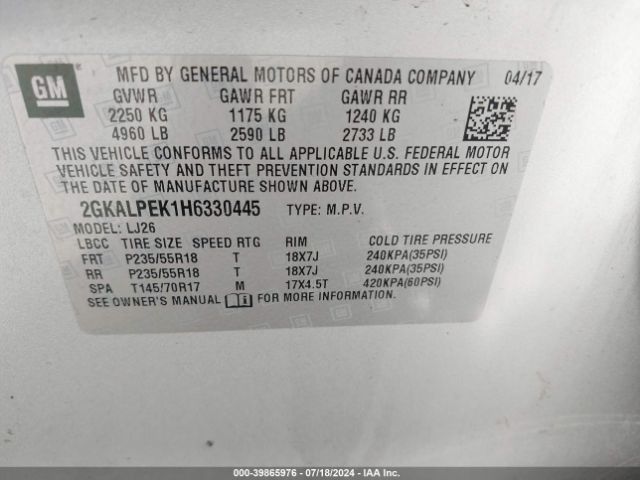 GM
MFD BY GENERAL MOTORS OF CANADA COMPANY 04/17
GVWR GAWR FRT GAWR RR
2250 KG 1175 KG 1240 KG
4960 LB 2590 LB 2733 LB
THIS VEHICLE CONFORMS TO ALL APPLICABLE U.S. FEDERAL MOTOR
VEHICLE SAFETY AND THEFT PREVENTION STANDARDS IN EFFECT ON
THE DATE OF MANUFACTURE SHOWN ABOVE.
2GKALPEK1H6330445 TYPE: M.P.V.
MODEL: LJ26
LBCC TIRE SIZE SPEED RTG RIM COLD TIRE PRESSURE
FRT P235/55R18 T 18X7J 240KPA(35PSI)
RR P235/55R18 T 18X7J 240KPA(35PSI)
SPA T145/70R17 M 17X4.5T 420KPA(60PSI)
SEE OWNER'S MANUAL FOR MORE INFORMATION.
000-39865976 - 07/18/2024 - IAA Inc.